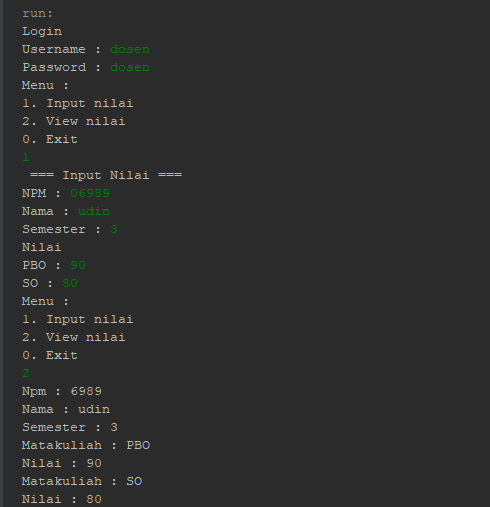 run:
Login
Username : dosen
Password : dosen
Menu :
1. Input nilai
2. View nilai
0. Exit
1
=== Input Nilai ===
NPM : 06989
Nama : udin
Semester : 3
Nilai
PBO : 90
SO : 80
Menu :
1. Input nilai
2. View nilai
0. Exit
2
Npm : 6989
Nama : udin
Semester : 3
Matakuliah : PBO
Nilai : 90
Matakuliah : SO
Nilai : 80